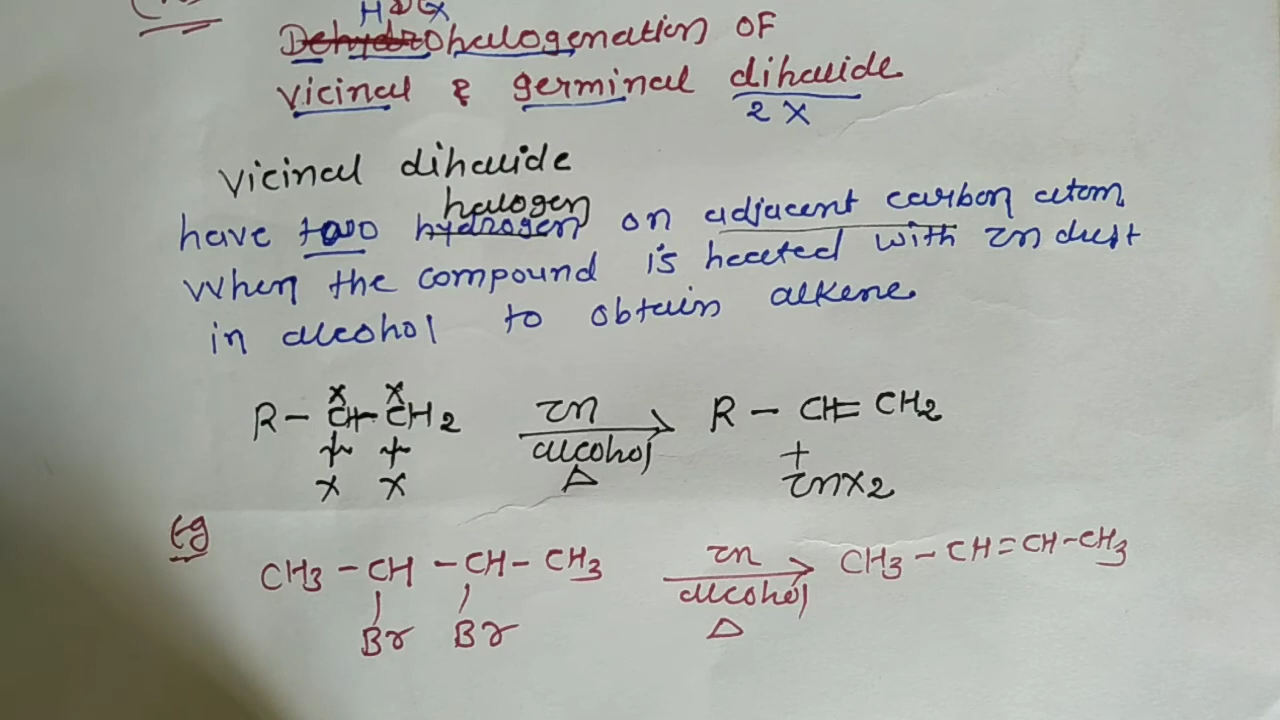 H & X
Dehydrohalogenation OF
vicinal & germinal dihalide
2 X
vicinal dihalide
halogen
have two hydrogen on adjacent carbon atom
When the compound is heated with zn dust
in alcohol to obtain alkene
x x
R - CH - CH2 zn alcohol Δ R - CH = CH2
x x + znx2
Eg
CH3 - CH - CH - CH3 zn alcohol Δ CH3 - CH = CH - CH3
Br Br